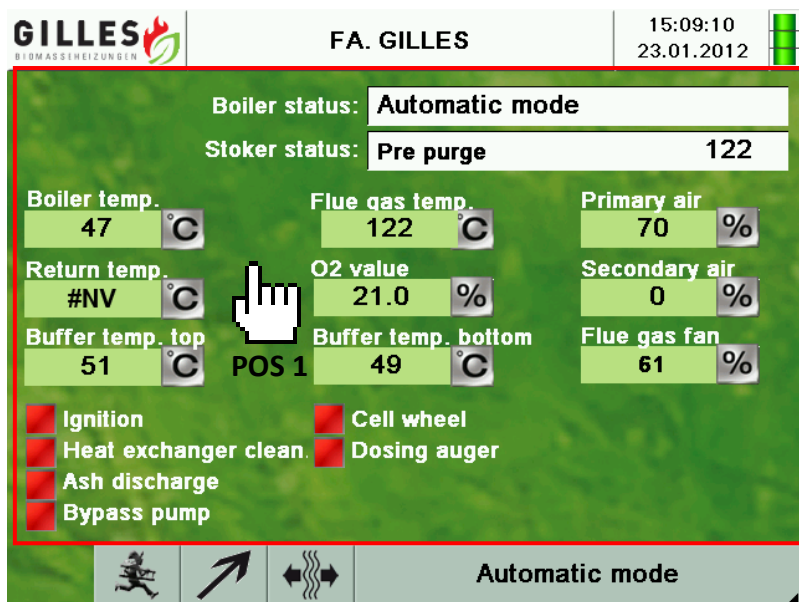 GILLES
BIOMASSEHEIZUNGEN
FA. GILLES
15:09:10
23.01.2012
Boiler status: Automatic mode
Stoker status: Pre purge 122
Boiler temp. Flue gas temp. Primary air
47 °C 122 °C 70 %
Return temp. O2 value Secondary air
#NV °C 21.0 % 0 %
Buffer temp. top Buffer temp. bottom Flue gas fan
51 °C POS 1 49 °C 61 %
Ignition Cell wheel
Heat exchanger clean. Dosing auger
Ash discharge
Bypass pump
Automatic mode